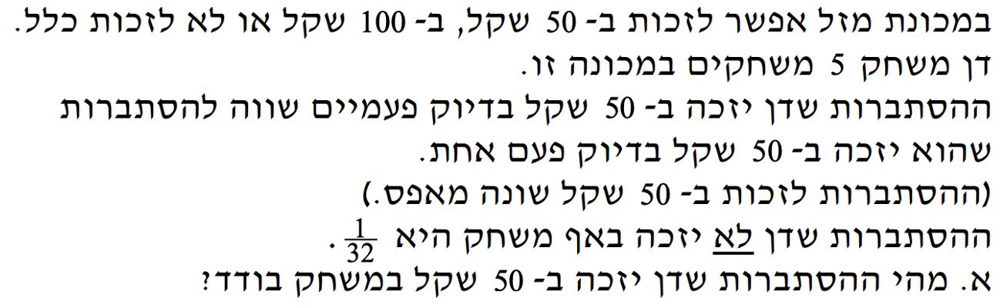 במכונת מזל אפשר לזכות ב- 50 שקל, ב- 100 שקל או לא לזכות כלל.
דן משחק 5 משחקים במכונה זו.
ההסתברות שדן יזכה ב- 50 שקל בדיוק פעמיים שווה להסתברות
שהוא יזכה ב- 50 שקל בדיוק פעם אחת.
(ההסתברות לזכות ב- 50 שקל שונה מאפס.)
ההסתברות שדן לא יזכה באף משחק היא 1/32 .
א. מהי ההסתברות שדן יזכה ב- 50 שקל במשחק בודד?